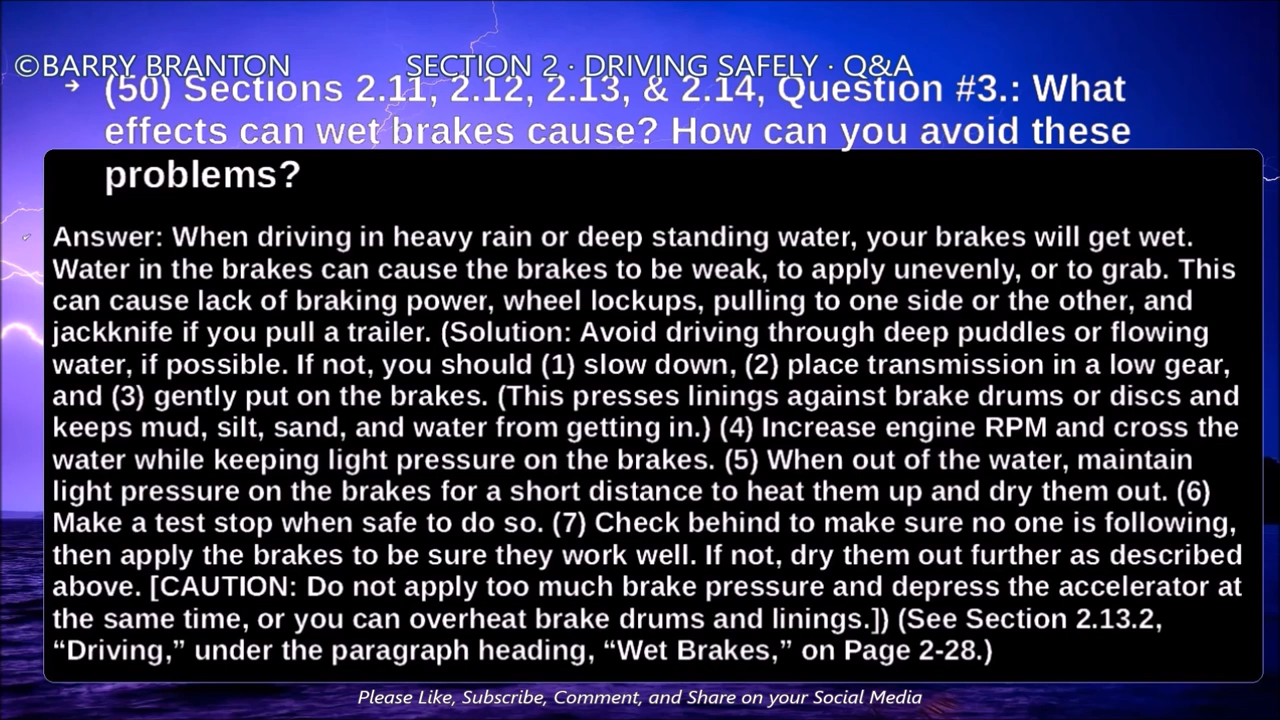 ©BARRY BRANTON
SECTION 2 · DRIVING SAFELY · Q&A
(50) Sections 2.11, 2.12, 2.13, & 2.14, Question #3.: What
effects can wet brakes cause? How can you avoid these
problems?
Answer: When driving in heavy rain or deep standing water, your brakes will get wet.
Water in the brakes can cause the brakes to be weak, to apply unevenly, or to grab. This
can cause lack of braking power, wheel lockups, pulling to one side or the other, and
jackknife if you pull a trailer. (Solution: Avoid driving through deep puddles or flowing
water, if possible. If not, you should (1) slow down, (2) place transmission in a low gear,
and (3) gently put on the brakes. (This presses linings against brake drums or discs and
keeps mud, silt, sand, and water from getting in.) (4) Increase engine RPM and cross the
water while keeping light pressure on the brakes. (5) When out of the water, maintain
light pressure on the brakes for a short distance to heat them up and dry them out. (6)
Make a test stop when safe to do so. (7) Check behind to make sure no one is following,
then apply the brakes to be sure they work well. If not, dry them out further as described
above. [CAUTION: Do not apply too much brake pressure and depress the accelerator at
the same time, or you can overheat brake drums and linings.]) (See Section 2.13.2,
“Driving,” under the paragraph heading, “Wet Brakes,” on Page 2-28.)
Please Like, Subscribe, Comment, and Share on your Social Media